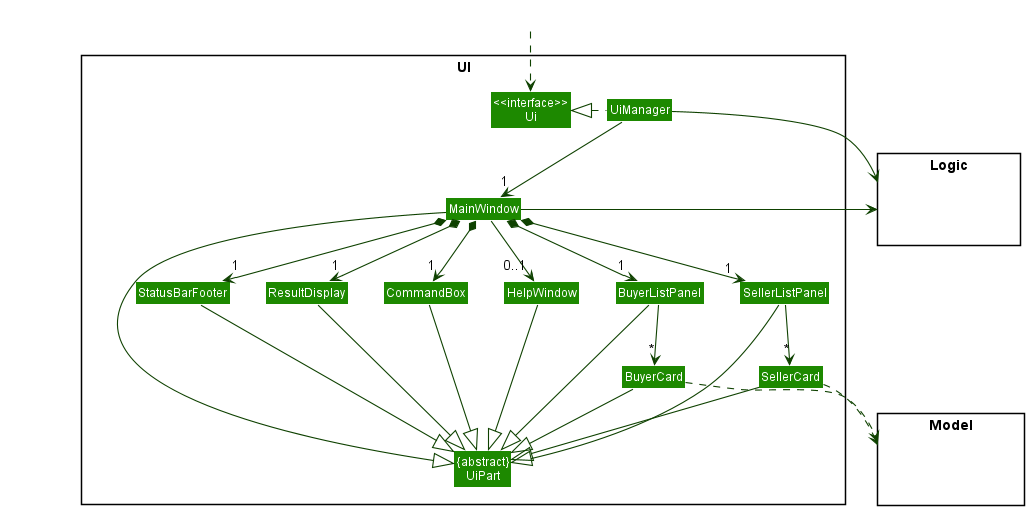 UI
<<interface>>
Ui
UiManager
Logic
1
MainWindow
1
1
1
0..1
1
1
StatusBarFooter
ResultDisplay
CommandBox
HelpWindow
BuyerListPanel
SellerListPanel
*
*
BuyerCard
SellerCard
Model
{abstract}
UiPart